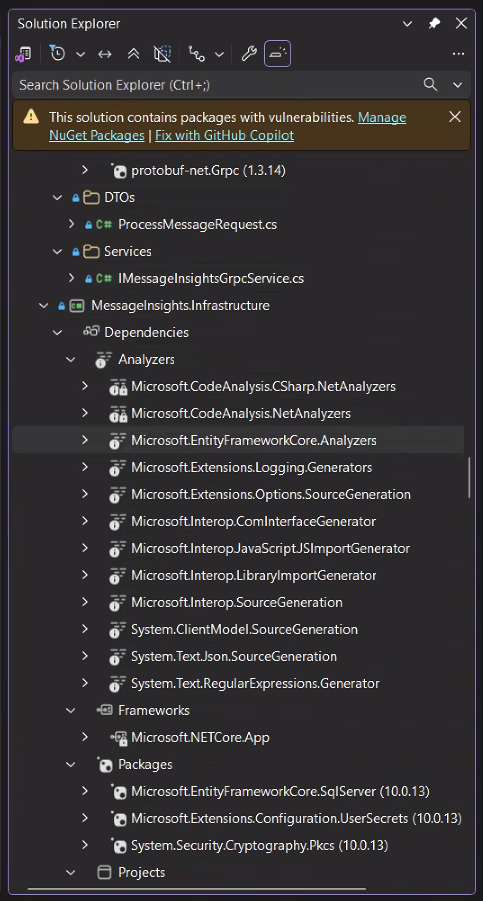 Solution Explorer
Search Solution Explorer (Ctrl+;)
This solution contains packages with vulnerabilities. Manage
NuGet Packages | Fix with GitHub Copilot
protobuf-net.Grpc (1.3.14)
DTOs
C# ProcessMessageRequest.cs
Services
C# IMessageInsightsGrpcService.cs
MessageInsights.Infrastructure
Dependencies
Analyzers
Microsoft.CodeAnalysis.CSharp.NetAnalyzers
Microsoft.CodeAnalysis.NetAnalyzers
Microsoft.EntityFrameworkCore.Analyzers
Microsoft.Extensions.Logging.Generators
Microsoft.Extensions.Options.SourceGeneration
Microsoft.Interop.ComInterfaceGenerator
Microsoft.Interop.JavaScript.JSImportGenerator
Microsoft.Interop.LibraryImportGenerator
Microsoft.Interop.SourceGeneration
System.ClientModel.SourceGeneration
System.Text.Json.SourceGeneration
System.Text.RegularExpressions.Generator
Frameworks
Microsoft.NETCore.App
Packages
Microsoft.EntityFrameworkCore.SqlServer (10.0.13)
Microsoft.Extensions.Configuration.UserSecrets (10.0.13)
System.Security.Cryptography.Pkcs (10.0.13)
Projects